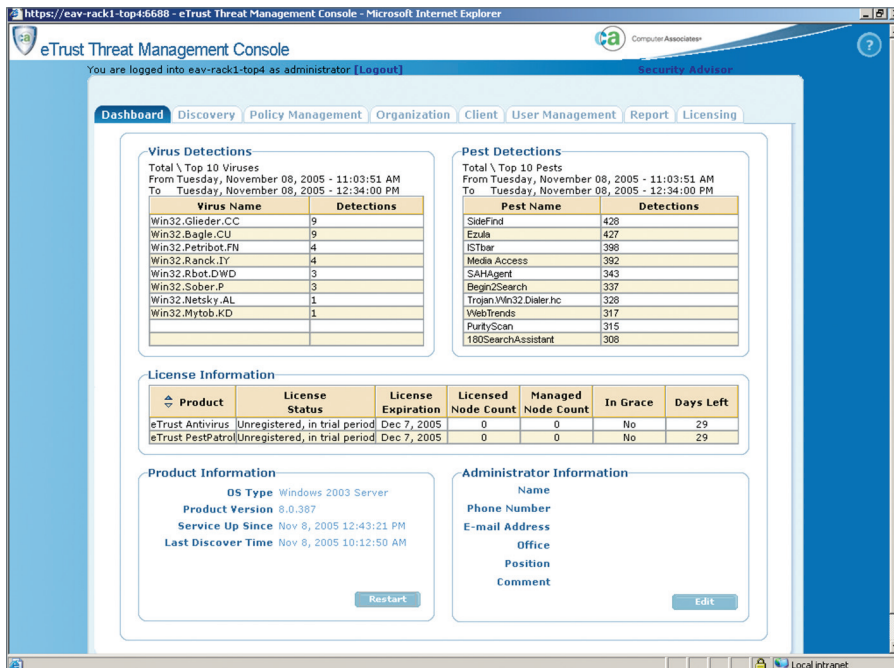 https://eav-rack1-top4:6688 - eTrust Threat Management Console - Microsoft Internet Explorer
ca
eTrust Threat Management Console
ca Computer Associates®
?
You are logged into eav-rack1-top4 as administrator [Logout]
Security Advisor
Dashboard Discovery Policy Management Organization Client User Management Report Licensing
Virus Detections
Total \ Top 10 Viruses
From Tuesday, November 08, 2005 - 11:03:51 AM
To Tuesday, November 08, 2005 - 12:34:00 PM
Virus Name Detections
Win32.Glieder.CC 9
Win32.Bagle.CU 9
Win32.Petribot.FN 4
Win32.Ranck.IY 4
Win32.Rbot.DWD 3
Win32.Sober.P 3
Win32.Netsky.AL 1
Win32.Mytob.KD 1
Pest Detections
Total \ Top 10 Pests
From Tuesday, November 08, 2005 - 11:03:51 AM
To Tuesday, November 08, 2005 - 12:34:00 PM
Pest Name Detections
SideFind 428
Ezula 427
ISTbar 398
Media Access 392
SAHAgent 343
Begin2Search 337
Trojan.Win32.Dialer.hc 328
WebTrends 317
PurityScan 315
180SearchAssistant 308
License Information
Product License Status License Expiration Licensed Node Count Managed Node Count In Grace Days Left
eTrust Antivirus Unregistered, in trial period Dec 7, 2005 0 0 No 29
eTrust PestPatrol Unregistered, in trial period Dec 7, 2005 0 0 No 29
Product Information
OS Type Windows 2003 Server
Product Version 8.0.387
Service Up Since Nov 8, 2005 12:43:21 PM
Last Discover Time Nov 8, 2005 10:12:50 AM
Restart
Administrator Information
Name
Phone Number
E-mail Address
Office
Position
Comment
Edit
Local intranet